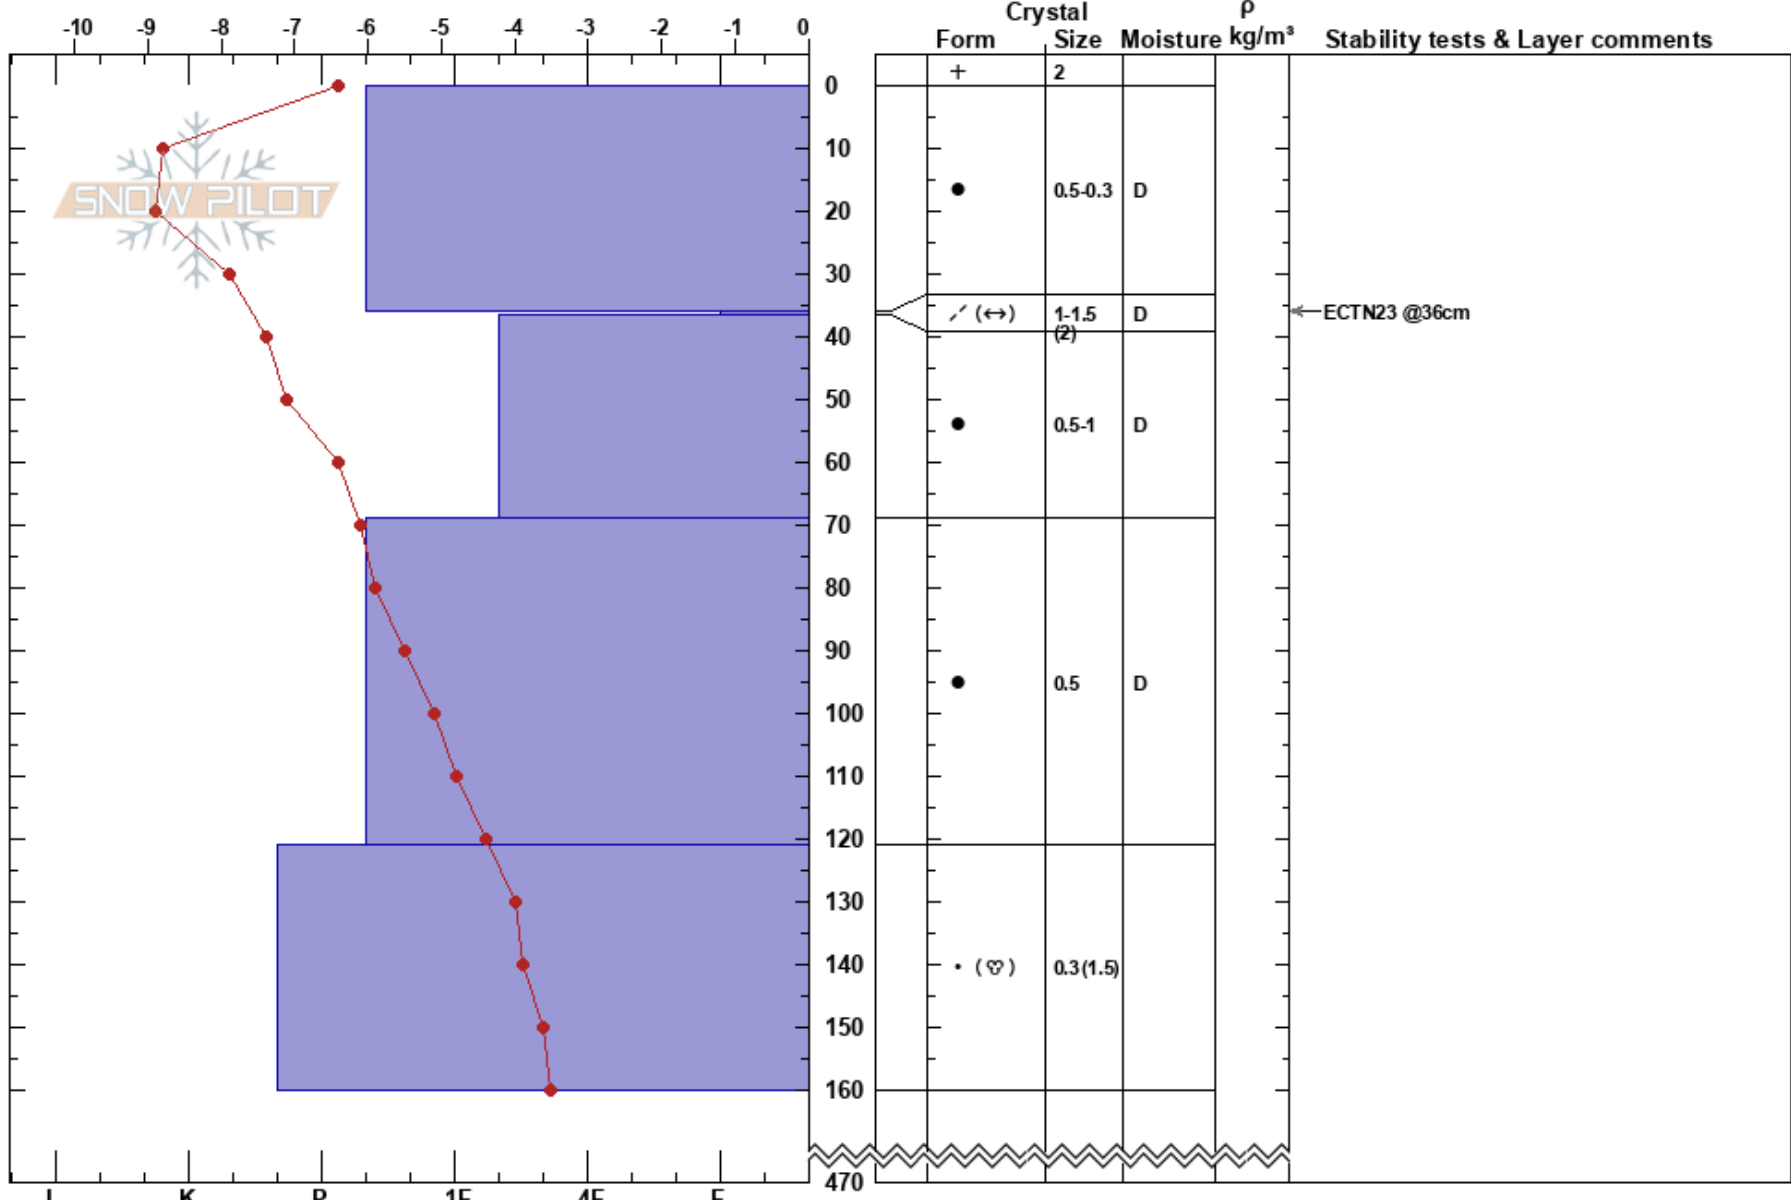 -10 -9 -8 -7 -6 -5 -4 -3 -2 -1 0
Crystal ρ
Form Size Moisture kg/m³ Stability tests & Layer comments
+ 2
0
10
SNOW PILOT
● 0.5-0.3 D
20
30
(↔) 1-1.5 D
(2)
ECTN23 @36cm
40
50
● 0.5-1 D
60
70
80
90
● 0.5 D
100
110
120
130
140
• 0.3(1.5)
150
160
470
I K P 1F 4F F